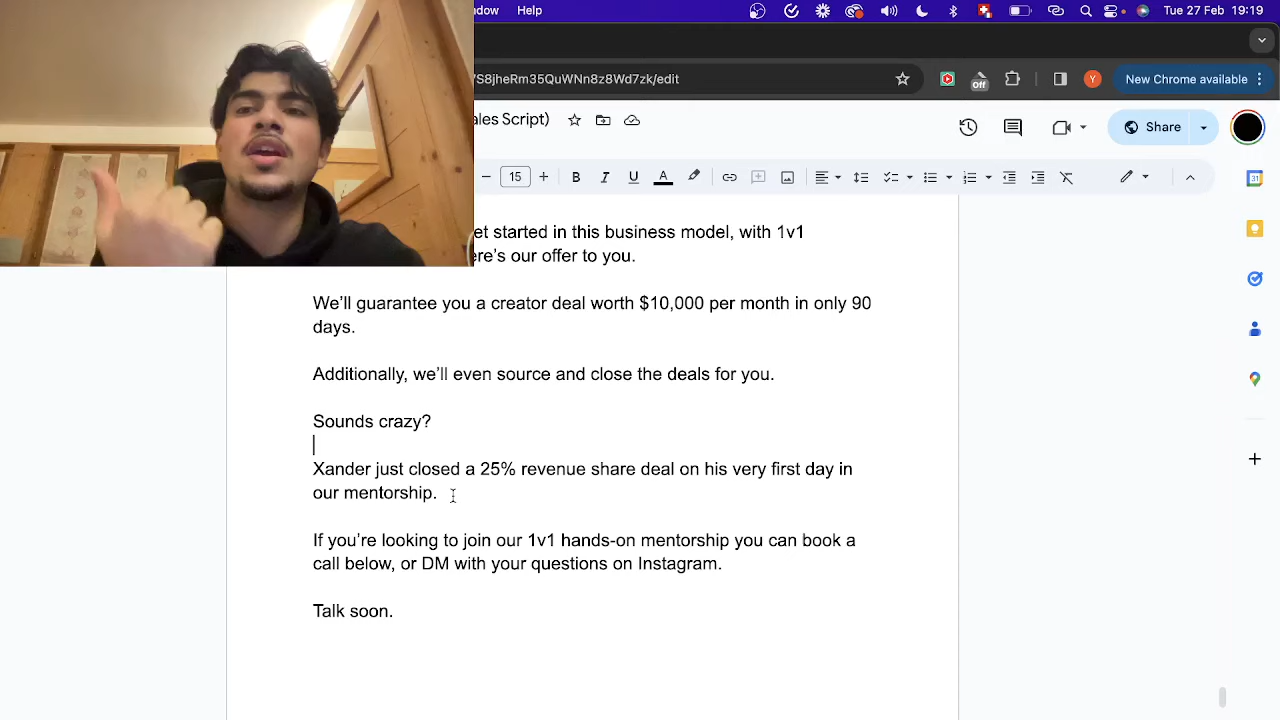 ndow Help Tue 27 Feb 19:19
VS8jheRm35QuWNn8z8Wd7zk/edit Off Y New Chrome available
ales Script) Share
15 B I U A 31
et started in this business model, with 1v1
ere's our offer to you.
We'll guarantee you a creator deal worth $10,000 per month in only 90
days.
Additionally, we'll even source and close the deals for you.
Sounds crazy?
Xander just closed a 25% revenue share deal on his very first day in
our mentorship.
If you're looking to join our 1v1 hands-on mentorship you can book a
call below, or DM with your questions on Instagram.
Talk soon.